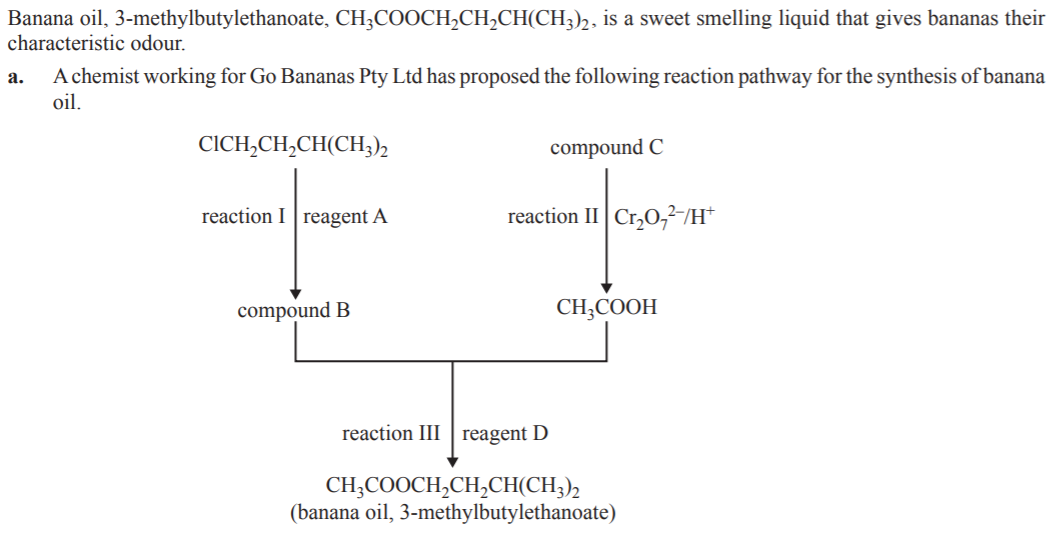 Banana oil, 3-methylbutylethanoate, CH₃COOCH₂CH₂CH(CH₃)₂, is a sweet smelling liquid that gives bananas their
characteristic odour.
a. A chemist working for Go Bananas Pty Ltd has proposed the following reaction pathway for the synthesis of banana
oil.
ClCH₂CH₂CH(CH₃)₂ compound C
reaction I reagent A reaction II Cr₂O₇²⁻/H⁺
compound B CH₃COOH
reaction III reagent D
CH₃COOCH₂CH₂CH(CH₃)₂
(banana oil, 3-methylbutylethanoate)